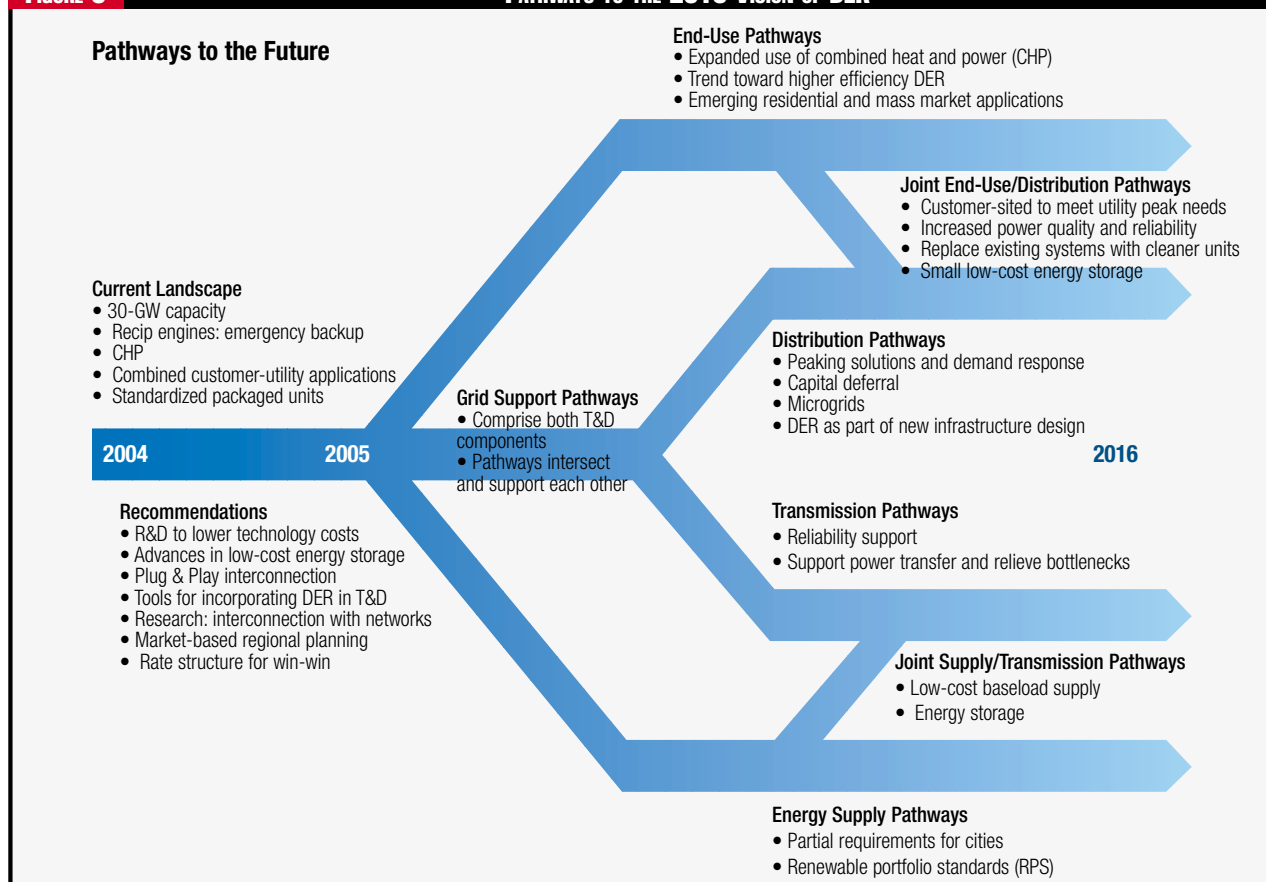 FIGURE
PATHWAYS TO THE 2016 VISION OF DER
Pathways to the Future
End-Use Pathways
• Expanded use of combined heat and power (CHP)
• Trend toward higher efficiency DER
• Emerging residential and mass market applications
Joint End-Use/Distribution Pathways
• Customer-sited to meet utility peak needs
• Increased power quality and reliability
• Replace existing systems with cleaner units
• Small low-cost energy storage
Current Landscape
• 30-GW capacity
• Recip engines: emergency backup
• CHP
• Combined customer-utility applications
• Standardized packaged units
Distribution Pathways
• Peaking solutions and demand response
• Capital deferral
• Microgrids
• DER as part of new infrastructure design
Grid Support Pathways
• Comprise both T&D
components
• Pathways intersect
and support each other
2004
2005
2016
Recommendations
• R&D to lower technology costs
• Advances in low-cost energy storage
• Plug & Play interconnection
• Tools for incorporating DER in T&D
• Research: interconnection with networks
• Market-based regional planning
• Rate structure for win-win
Transmission Pathways
• Reliability support
• Support power transfer and relieve bottlenecks
Joint Supply/Transmission Pathways
• Low-cost baseload supply
• Energy storage
Energy Supply Pathways
• Partial requirements for cities
• Renewable portfolio standards (RPS)